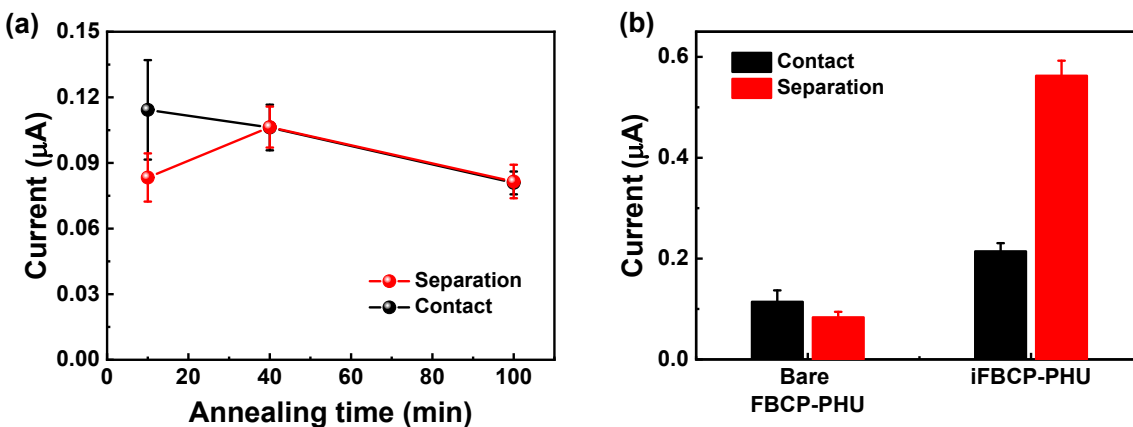 (a)
0.15
0.12
0.09
0.06
0.03
0.00
Current (μA)
Separation
Contact
0 20 40 60 80 100
Annealing time (min)
(b)
0.6
0.4
0.2
0.0
Current (μA)
Contact
Separation
Bare
FBCP-PHU
iFBCP-PHU